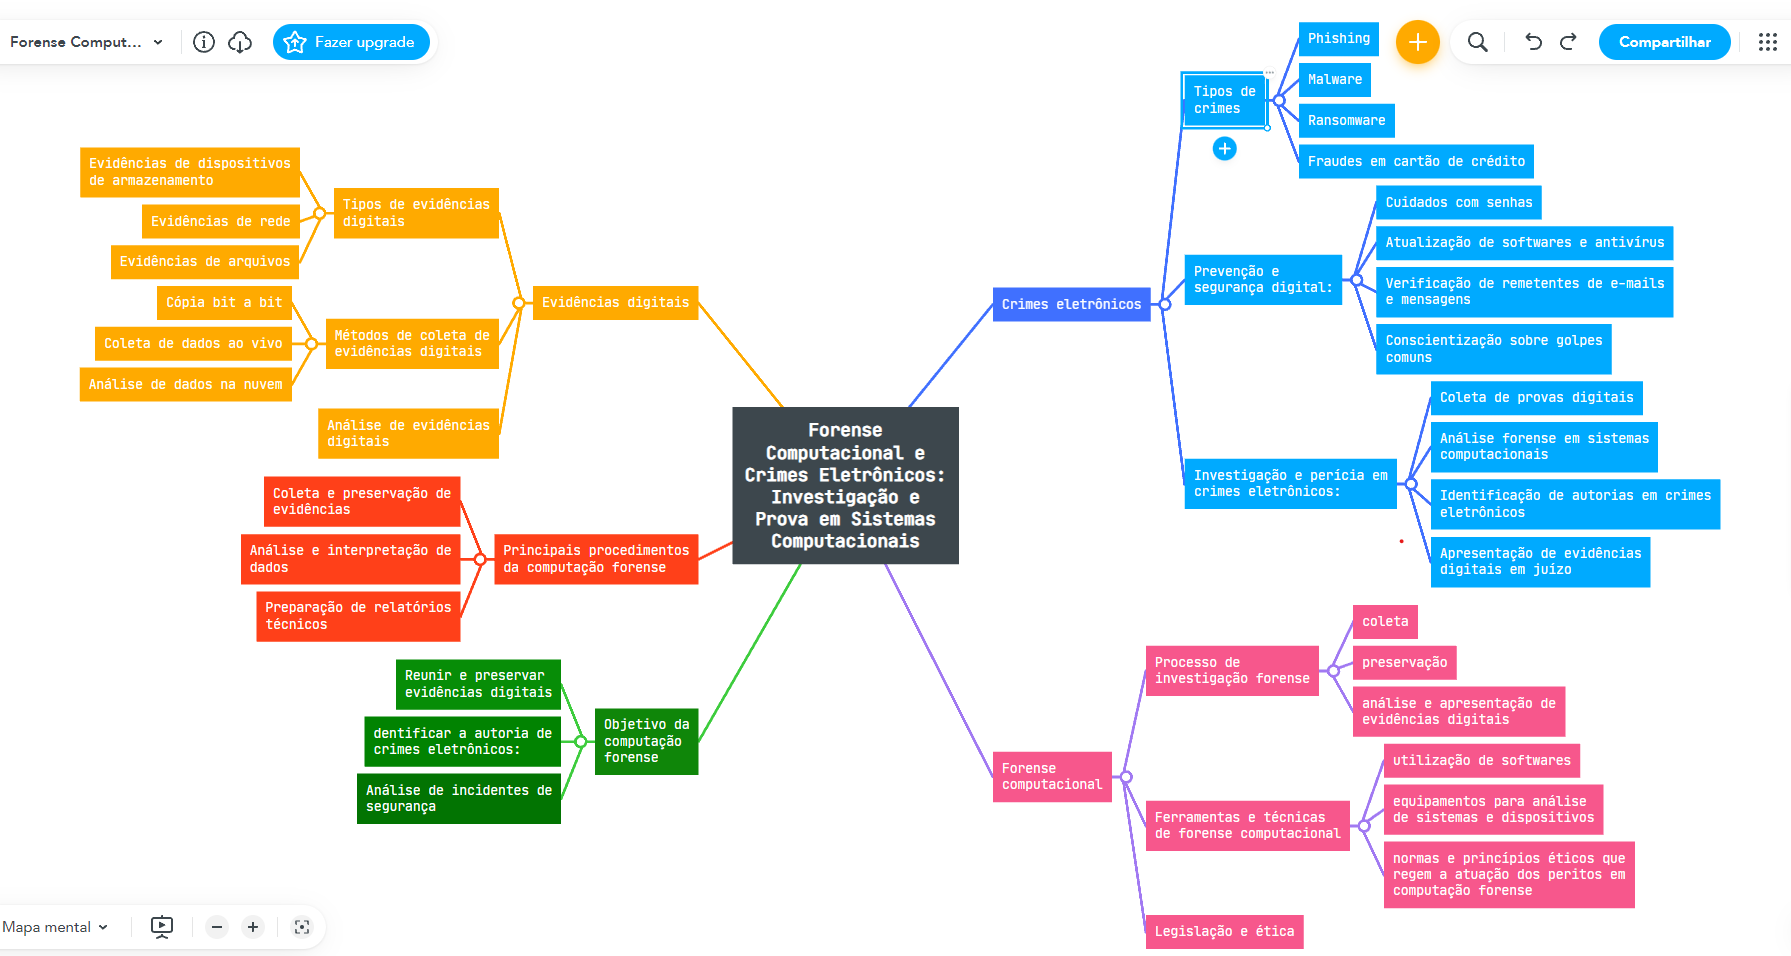 Forense Comput...
Fazer upgrade
Compartilhar
Forense
Computacional e
Crimes Eletrônicos:
Investigação e
Prova em Sistemas
Computacionais
Evidências digitais
Tipos de evidências
digitais
Evidências de dispositivos
de armazenamento
Evidências de rede
Evidências de arquivos
Métodos de coleta de
evidências digitais
Cópia bit a bit
Coleta de dados ao vivo
Análise de dados na nuvem
Análise de evidências
digitais
Principais procedimentos
da computação forense
Coleta e preservação de
evidências
Análise e interpretação de
dados
Preparação de relatórios
técnicos
Objetivo da
computação
forense
Reunir e preservar
evidências digitais
dentificar a autoria de
crimes eletrônicos:
Análise de incidentes de
segurança
Crimes eletrônicos
Tipos de
crimes
Phishing
Malware
Ransomware
Fraudes em cartão de crédito
Prevenção e
segurança digital:
Cuidados com senhas
Atualização de softwares e antivírus
Verificação de remetentes de e-mails
e mensagens
Conscientização sobre golpes
comuns
Investigação e perícia em
crimes eletrônicos:
Coleta de provas digitais
Análise forense em sistemas
computacionais
Identificação de autorias em crimes
eletrônicos
Apresentação de evidências
digitais em juízo
Forense
computacional
Processo de
investigação forense
coleta
preservação
análise e apresentação de
evidências digitais
Ferramentas e técnicas
de forense computacional
utilização de softwares
equipamentos para análise
de sistemas e dispositivos
normas e princípios éticos que
regem a atuação dos peritos em
computação forense
Legislação e ética
Mapa mental